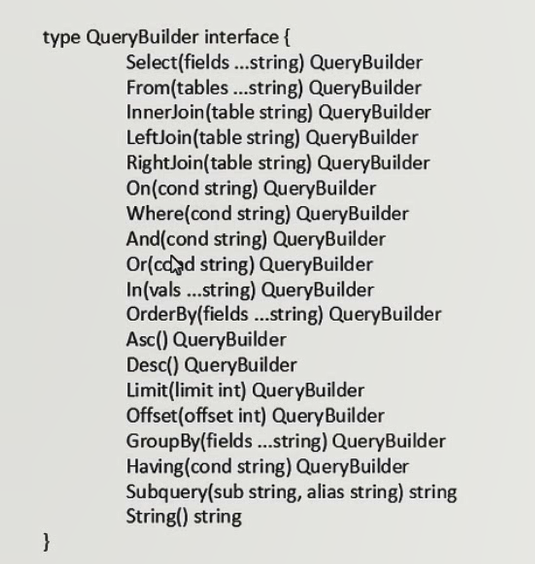 type QueryBuilder interface {
Select(fields ...string) QueryBuilder
From(tables ...string) QueryBuilder
InnerJoin(table string) QueryBuilder
LeftJoin(table string) QueryBuilder
RightJoin(table string) QueryBuilder
On(cond string) QueryBuilder
Where(cond string) QueryBuilder
And(cond string) QueryBuilder
Or(cond string) QueryBuilder
In(vals ...string) QueryBuilder
OrderBy(fields ...string) QueryBuilder
Asc() QueryBuilder
Desc() QueryBuilder
Limit(limit int) QueryBuilder
Offset(offset int) QueryBuilder
GroupBy(fields ...string) QueryBuilder
Having(cond string) QueryBuilder
Subquery(sub string, alias string) string
String() string
}